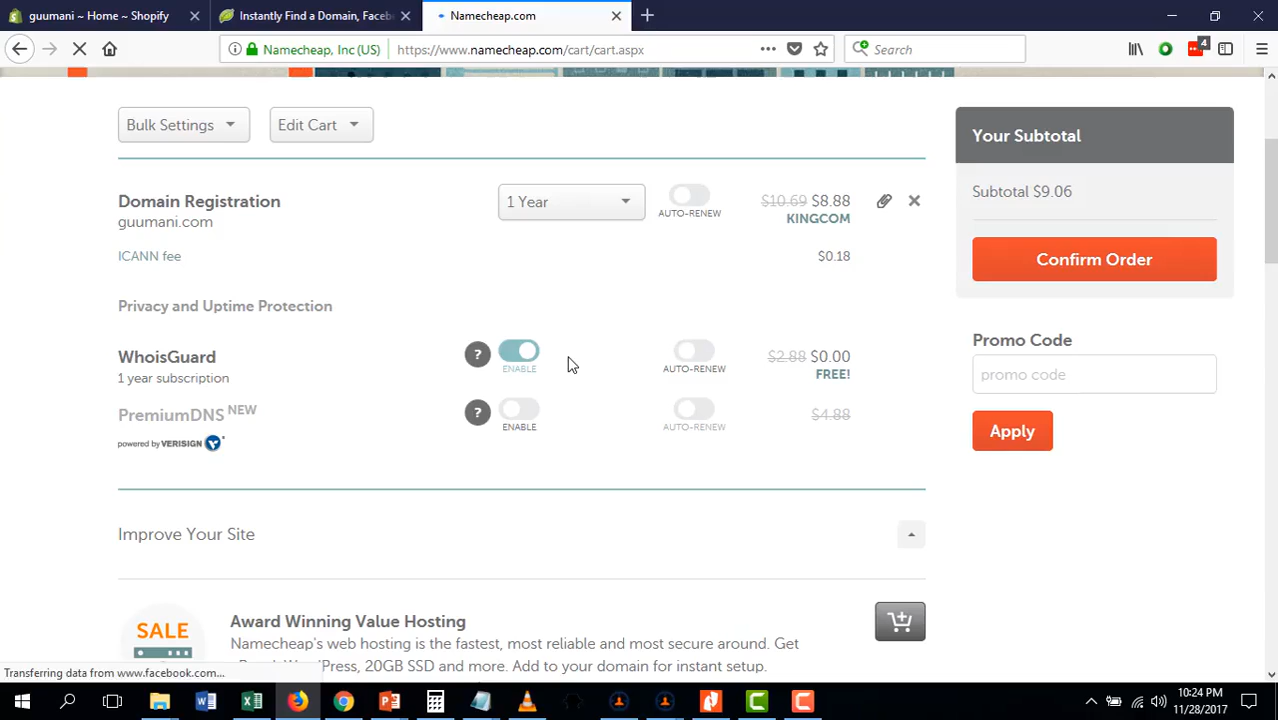 guumani ~ Home ~ Shopify
Instantly Find a Domain, Faceb
Namecheap.com
Namecheap, Inc (US)
https://www.namecheap.com/cart/cart.aspx
Search
4
Bulk Settings
Edit Cart
Your Subtotal
Domain Registration
guumani.com
1 Year
AUTO-RENEW
$10.69 $8.88
KINGCOM
Subtotal $9.06
ICANN fee
$0.18
Confirm Order
Privacy and Uptime Protection
WhoisGuard
1 year subscription
?
ENABLE
AUTO-RENEW
$2.88 $0.00
FREE!
Promo Code
promo code
PremiumDNS NEW
powered by VERISIGN
?
ENABLE
AUTO-RENEW
$4.88
Apply
Improve Your Site
SALE
Award Winning Value Hosting
Namecheap's web hosting is the fastest, most reliable and most secure around. Get
Press, 20GB SSD and more. Add to your domain for instant setup.
Transferring data from www.facebook.com...
10:24 PM
11/28/2017